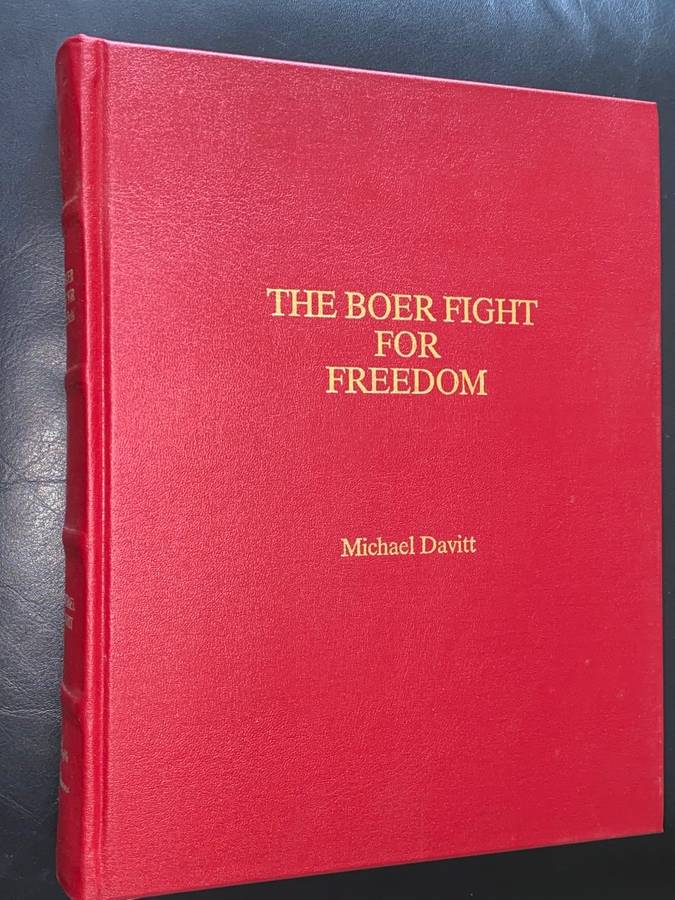 THE BOER FIGHT
FOR
FREEDOM
Michael Davitt